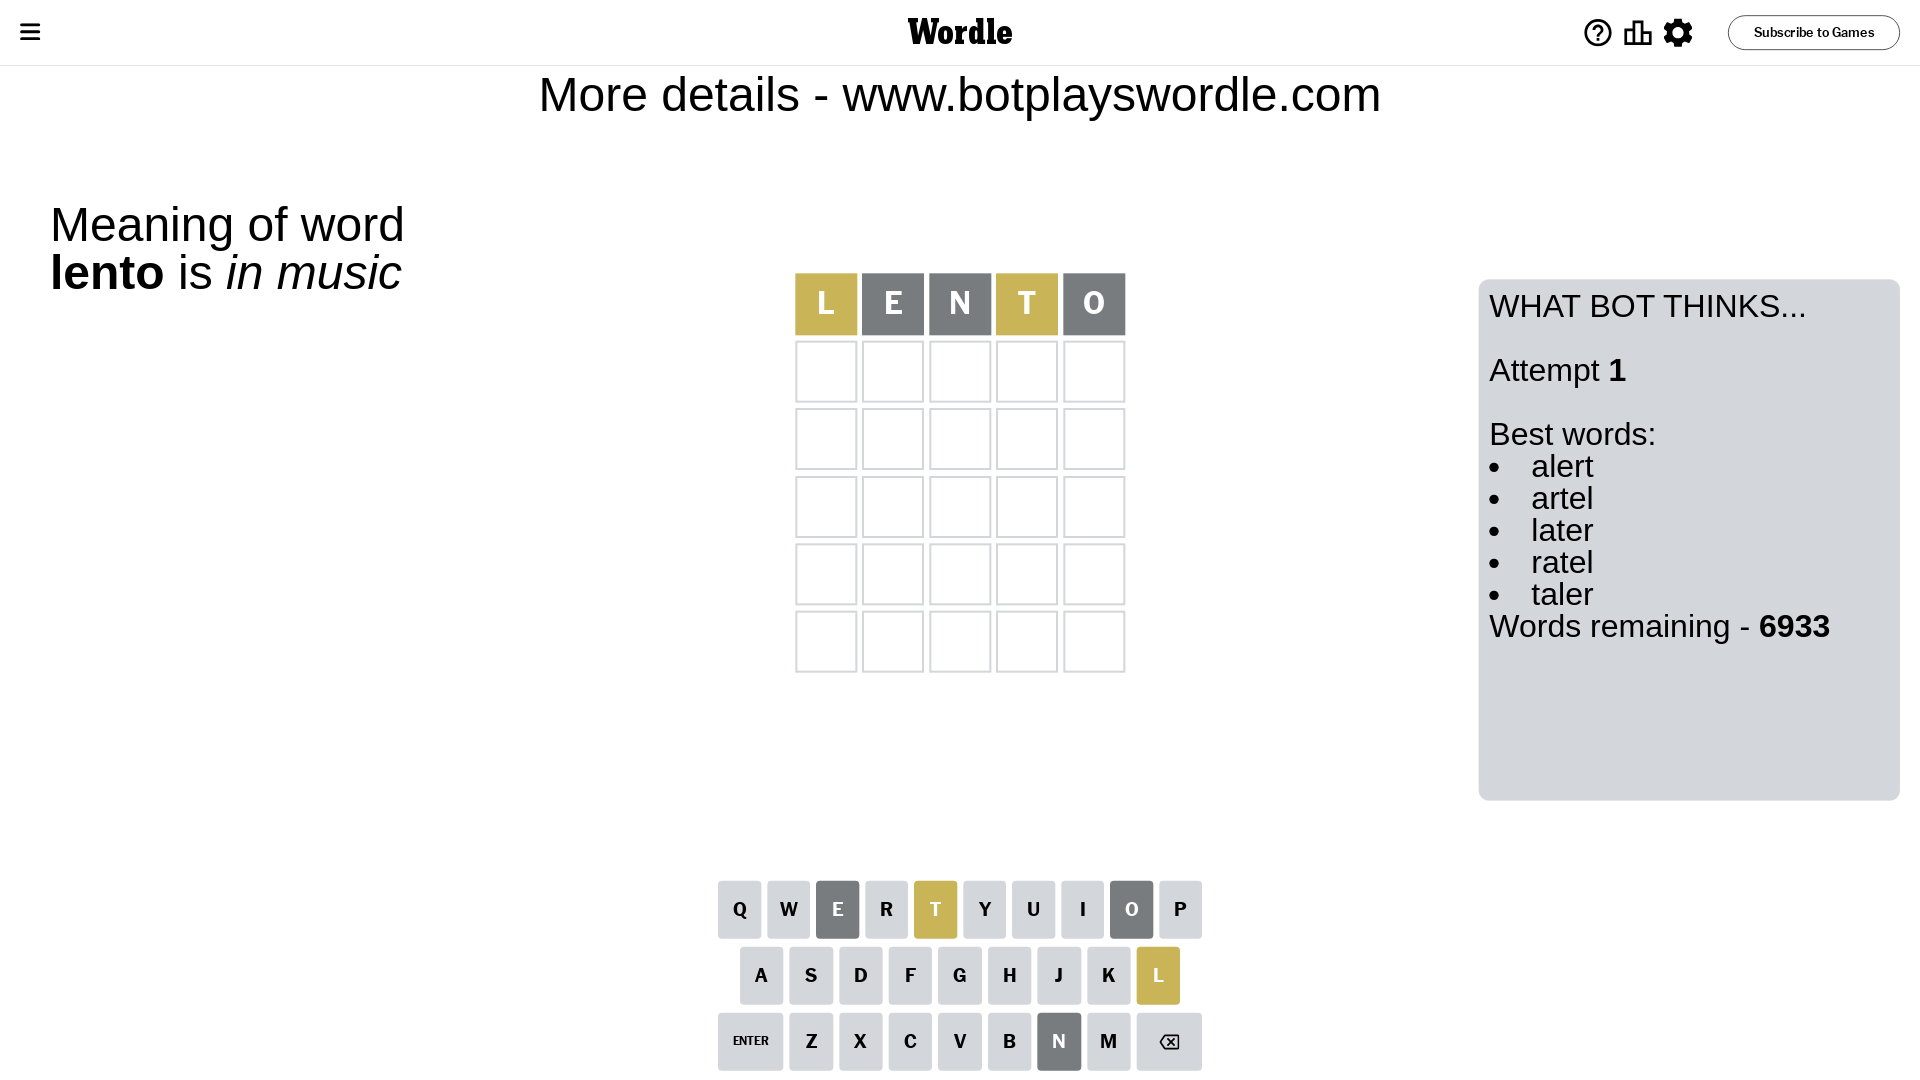 Wordle
Subscribe to Games
More details - www.botplayswordle.com
Meaning of word
lento is in music
L E N T O
WHAT BOT THINKS...
Attempt 1
Best words:
• alert
• artel
• later
• ratel
• taler
Words remaining - 6933
Q W E R T Y U I O P
A S D F G H J K L
ENTER Z X C V B N M